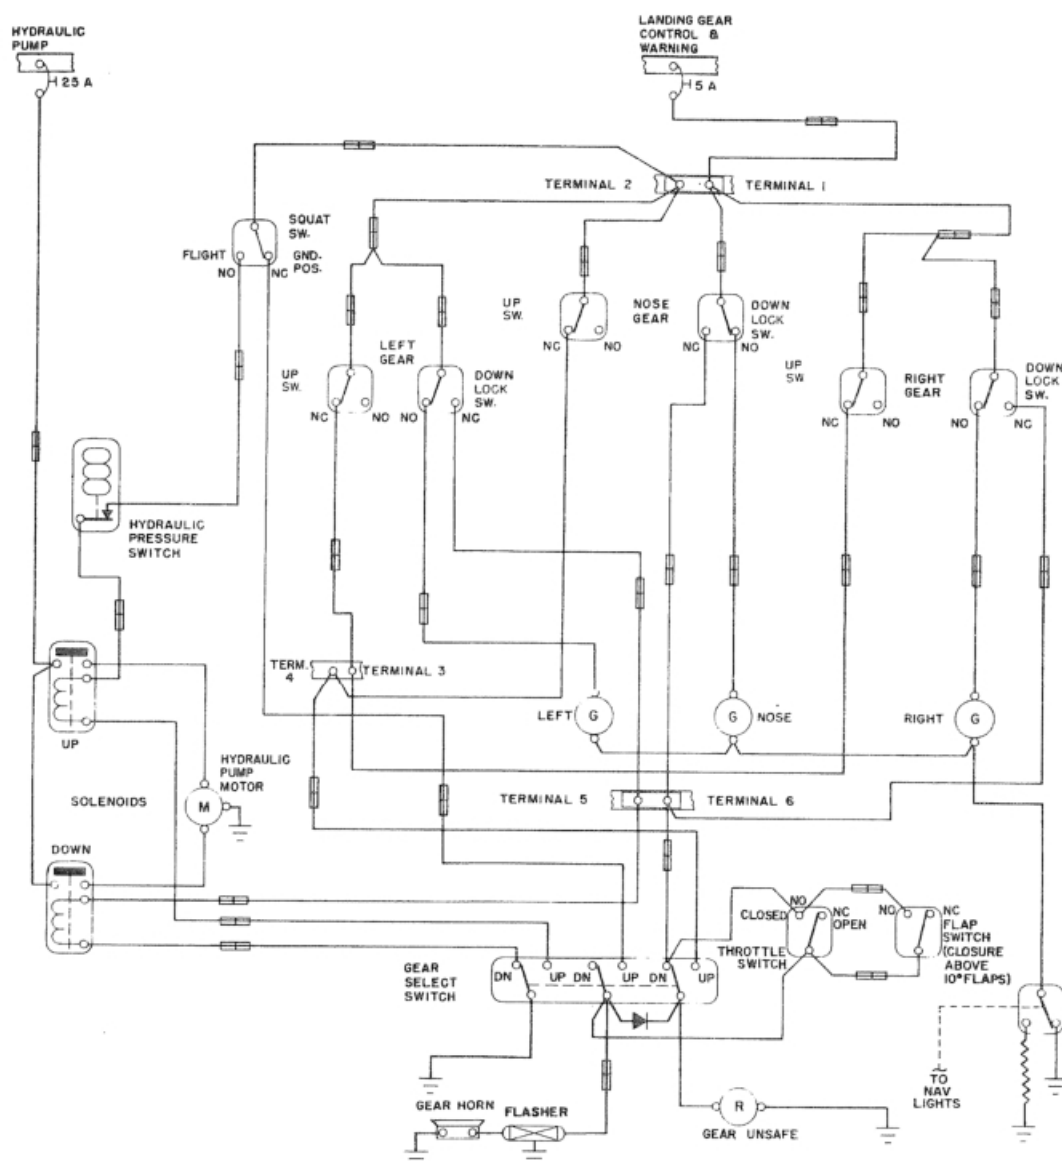 HYDRAULIC
PUMP
25 A
LANDING GEAR
CONTROL &
WARNING
5 A
TERMINAL 2
TERMINAL 1
SQUAT
SW.
FLIGHT
GND.
POS.
NO
NC
UP
SW.
NOSE
GEAR
DOWN
LOCK
SW.
NC
NO
NC
NO
LEFT
GEAR
UP
SW.
DOWN
LOCK
SW.
NC
NO
NO
NC
UP
SW
RIGHT
GEAR
DOWN
LOCK
SW.
NC
NO
NO
NC
HYDRAULIC
PRESSURE
SWITCH
TERM.
4
TERMINAL 3
UP
LEFT
G
G
NOSE
RIGHT
G
HYDRAULIC
PUMP
MOTOR
M
SOLENOIDS
TERMINAL 5
TERMINAL 6
DOWN
CLOSED
NO
NC
OPEN
THROTTLE
SWITCH
NO
NC
FLAP
SWITCH
(CLOSURE
ABOVE
10° FLAPS)
GEAR
SELECT
SWITCH
DN
UP
DN
UP
DN
UP
TO
NAV
LIGHTS
GEAR HORN
FLASHER
R
GEAR UNSAFE